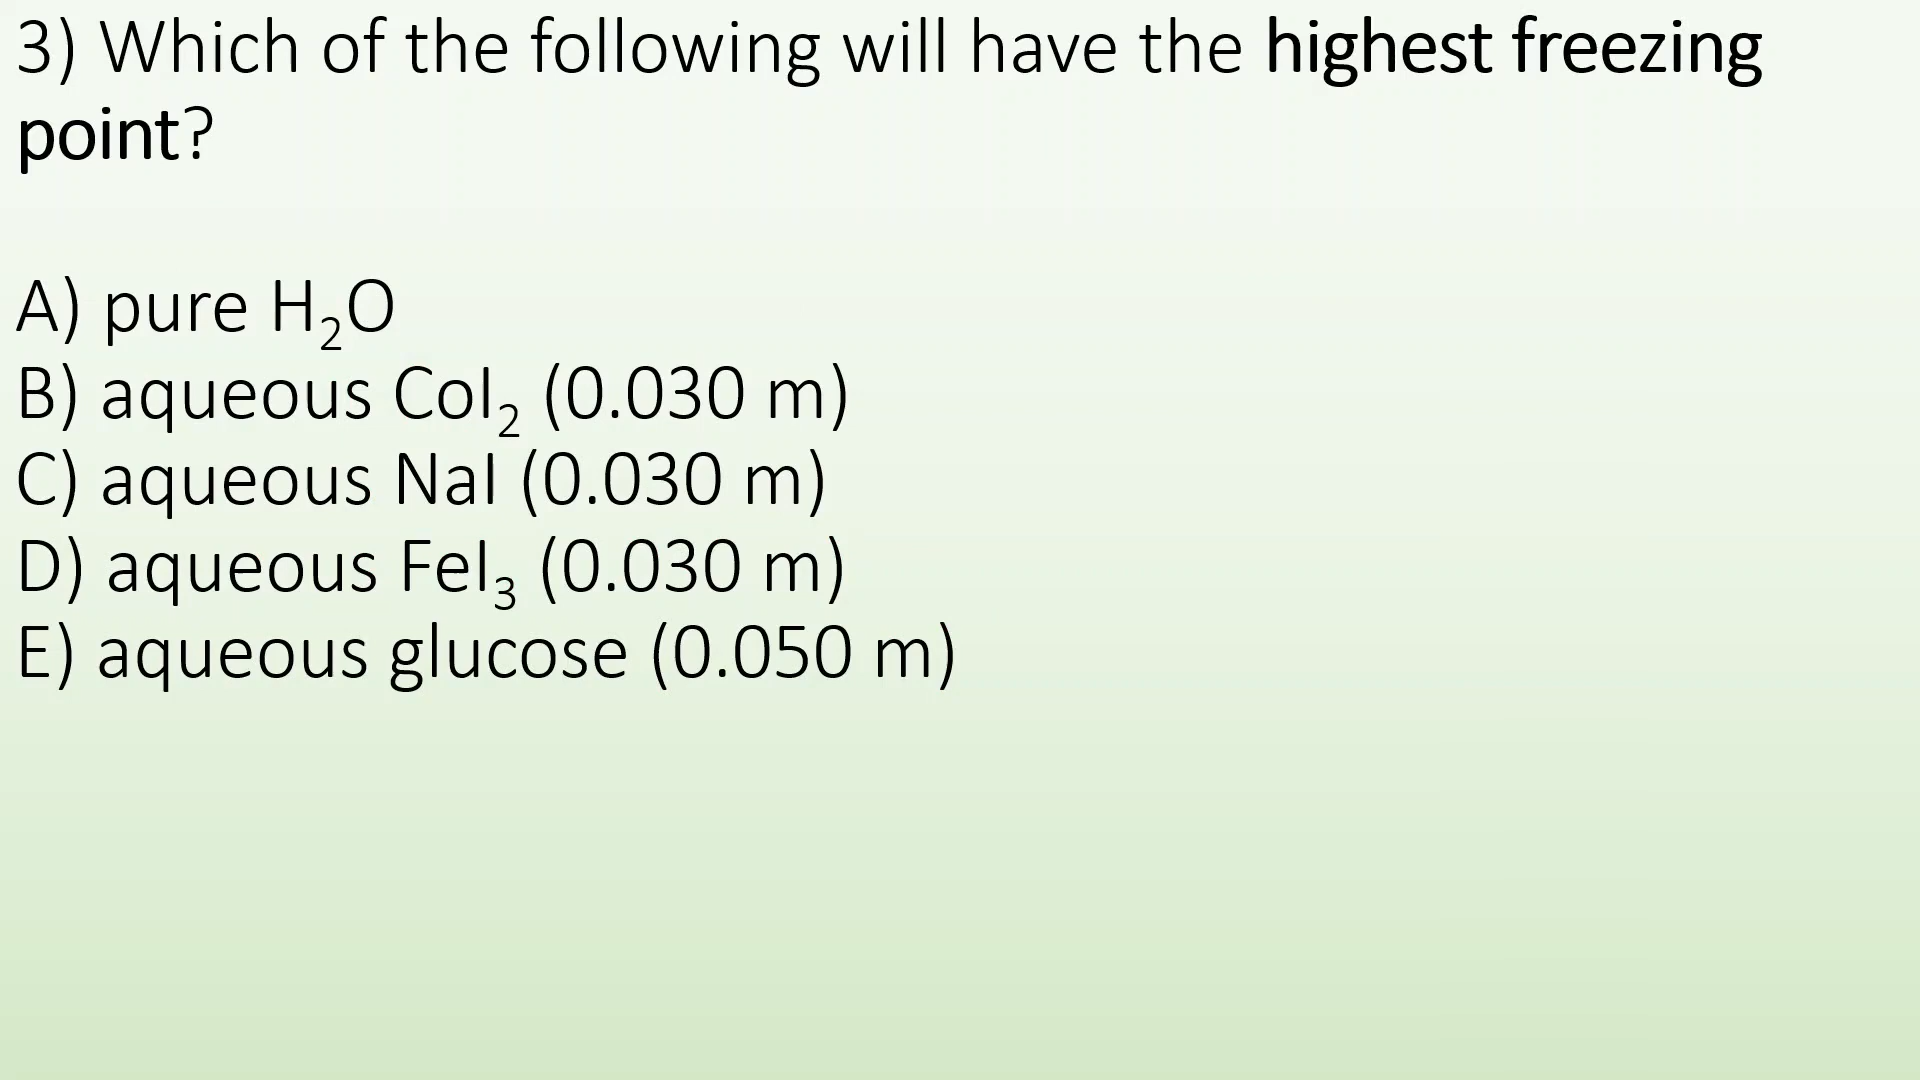 3) Which of the following will have the highest freezing
point?
A) pure H₂O
B) aqueous CoI₂ (0.030 m)
C) aqueous NaI (0.030 m)
D) aqueous FeI₃ (0.030 m)
E) aqueous glucose (0.050 m)